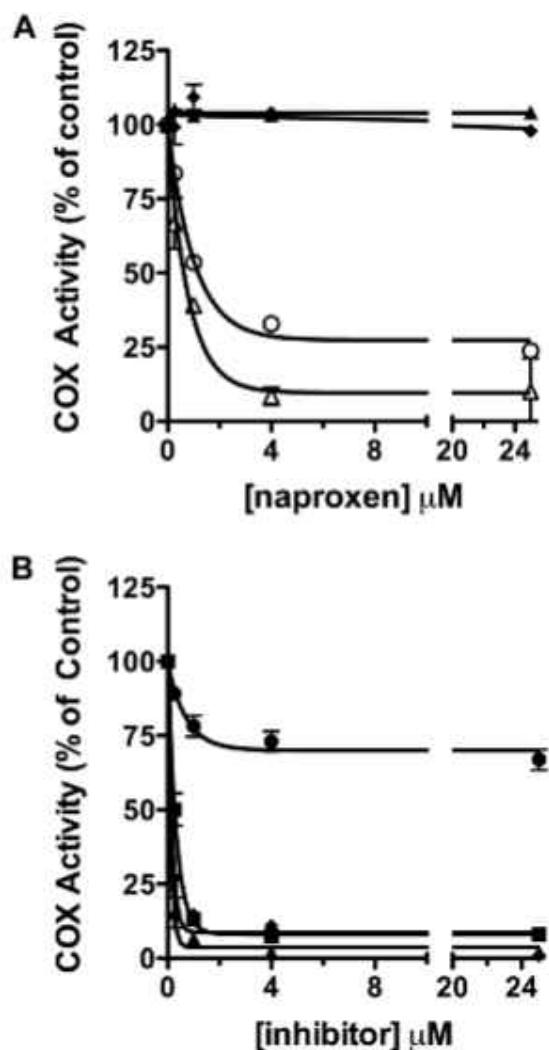 A
COX Activity (% of control)
125
100
75
50
25
0
0 4 8 20 24
[naproxen] μM
B
COX Activity (% of Control)
125
100
75
50
25
0
0 4 8 20 24
[inhibitor] μM